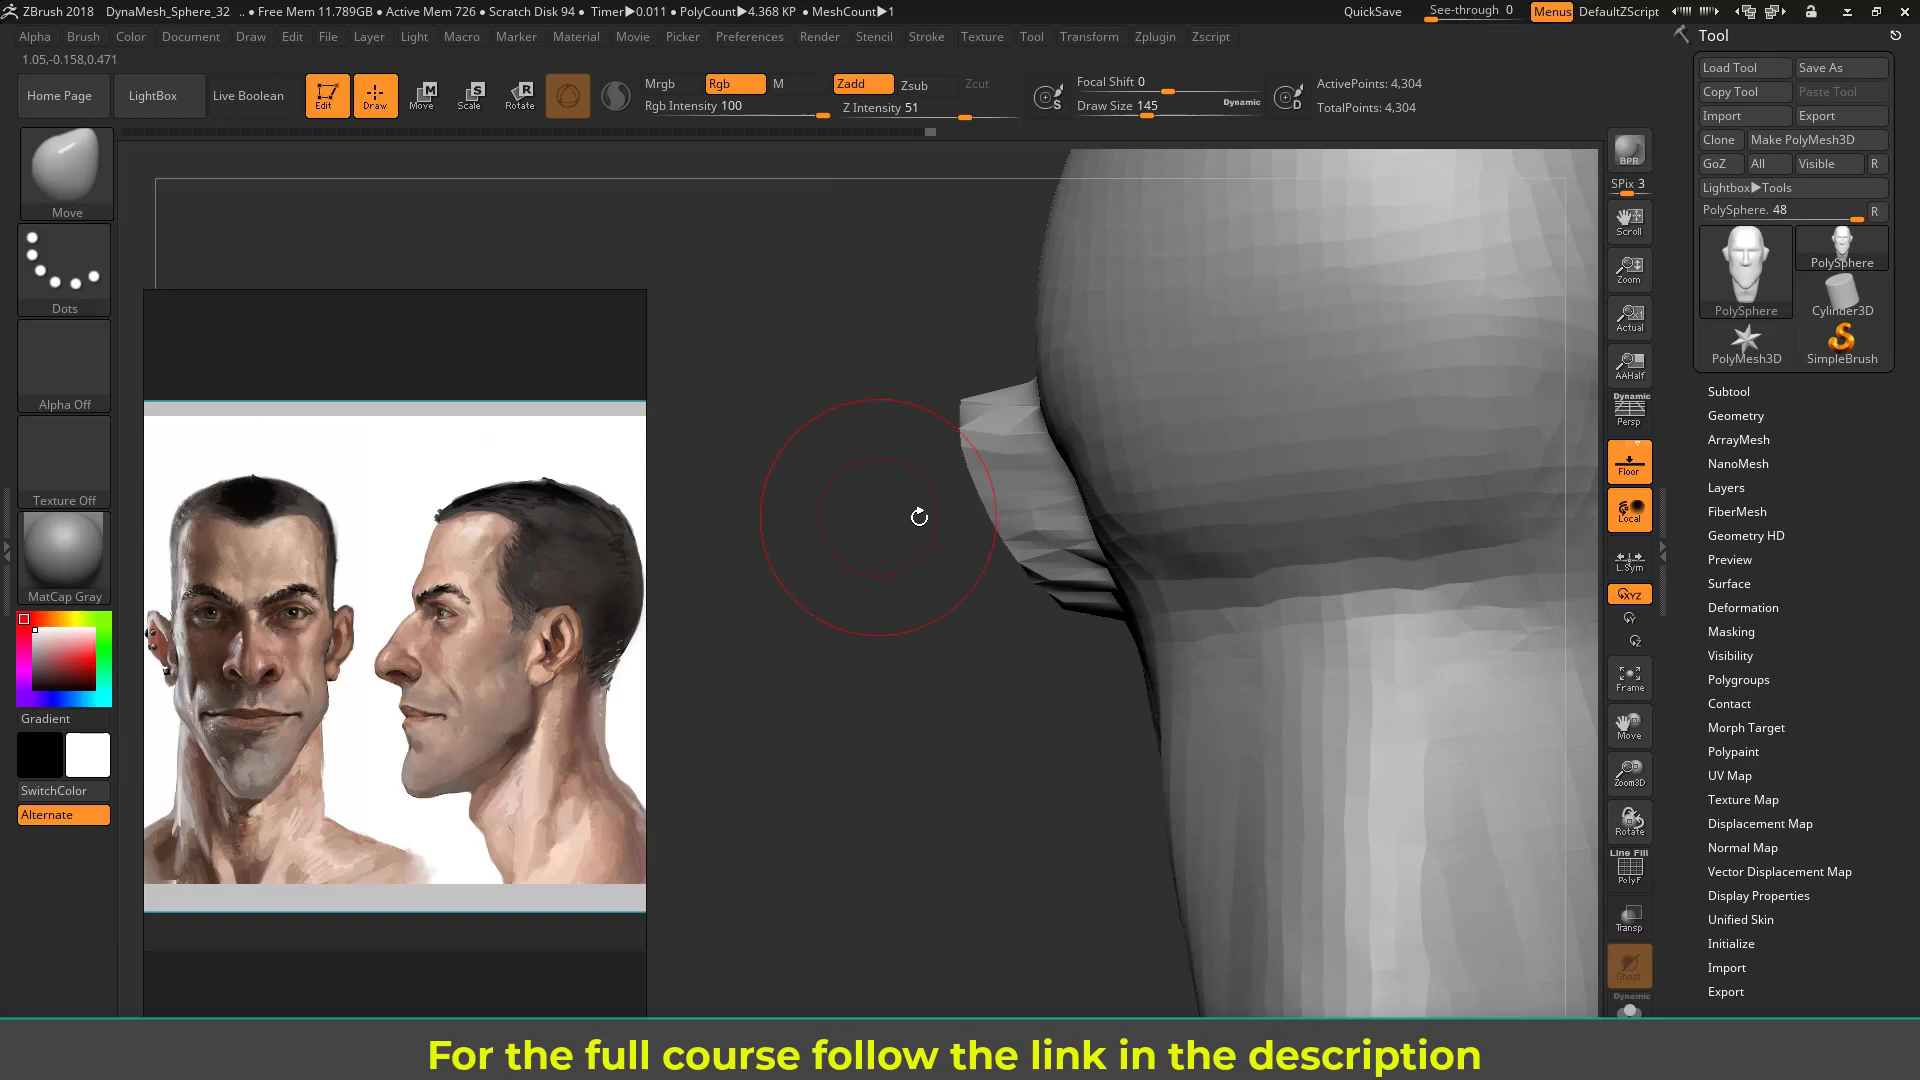 ZBrush 2018 DynaMesh_Sphere_32 .. ● Free Mem 11.789GB ● Active Mem 726 ● Scratch Disk 94 ● Timer▶0.011 ● PolyCount▶4.368 KP ● MeshCount▶1 QuickSave See-through 0 Menus DefaultZScript
Alpha Brush Color Document Draw Edit File Layer Light Macro Marker Material Movie Picker Preferences Render Stencil Stroke Texture Tool Transform Zplugin Zscript
1.05,-0.158,0.471
Home Page LightBox Live Boolean Edit Draw Move Scale Rotate
Mrgb Rgb M Zadd Zsub Zcut
Rgb Intensity 100 Z Intensity 51
Focal Shift 0
Draw Size 145 Dynamic
ActivePoints: 4,304
TotalPoints: 4,304
Move
Dots
Alpha Off
Texture Off
MatCap Gray
Gradient
SwitchColor
Alternate
BPR
SPix 3
Scroll
Zoom
Actual
AAHalf
Dynamic
Persp
Floor
Local
L.Sym
XYZ
Frame
Move
Zoom3D
Rotate
Line Fill
PolyF
Transp
Ghost
Dynamic
Tool
Load Tool Save As
Copy Tool Paste Tool
Import Export
Clone Make PolyMesh3D
GoZ All Visible R
Lightbox▶Tools
PolySphere. 48 R
PolySphere PolySphere
Cylinder3D
PolyMesh3D SimpleBrush
Subtool
Geometry
ArrayMesh
NanoMesh
Layers
FiberMesh
Geometry HD
Preview
Surface
Deformation
Masking
Visibility
Polygroups
Contact
Morph Target
Polypaint
UV Map
Texture Map
Displacement Map
Normal Map
Vector Displacement Map
Display Properties
Unified Skin
Initialize
Import
Export
For the full course follow the link in the description